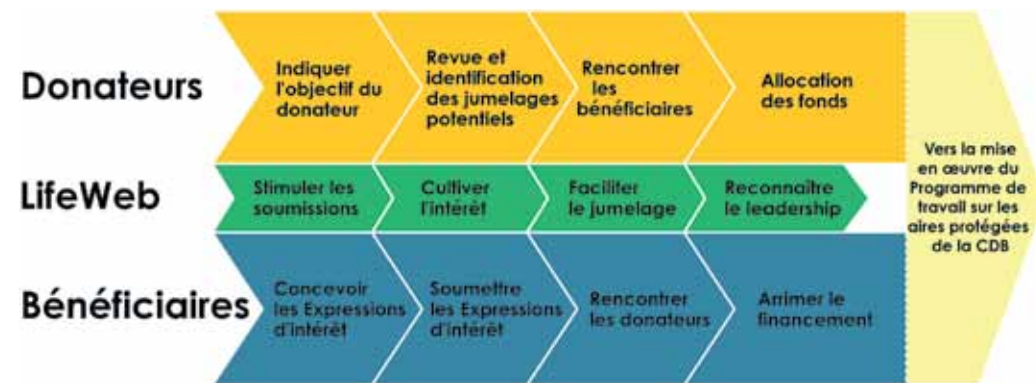 Donateurs
Indiquer
l'objectif du
donateur
Revue et
identification
des jumelages
potentiels
Rencontrer
les
bénéficiaires
Allocation
des fonds
LifeWeb
Stimuler les
soumissions
Cultiver
l'intérêt
Faciliter
le jumelage
Reconnaître
le leadership
Bénéficiaires
Concevoir
les Expressions
d'intérêt
Soumettre
les Expressions
d'intérêt
Rencontrer
les donateurs
Arrimer le
financement
Vers la mise
en œuvre du
Programme de
travail sur les
aires protégées
de la CDB